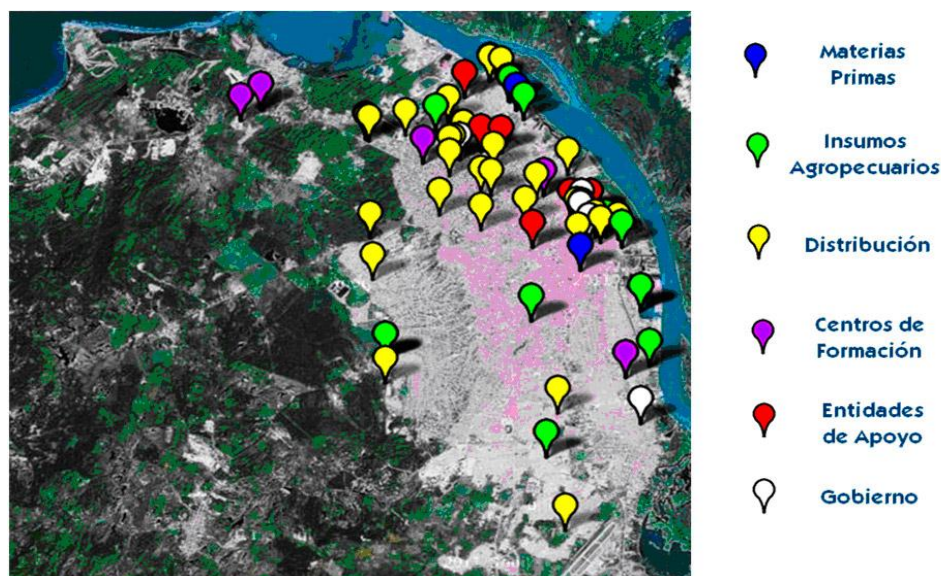 Materias
Primas
Insumos
Agropecuarios
Distribución
Centros de
Formación
Entidades
de Apoyo
Gobierno